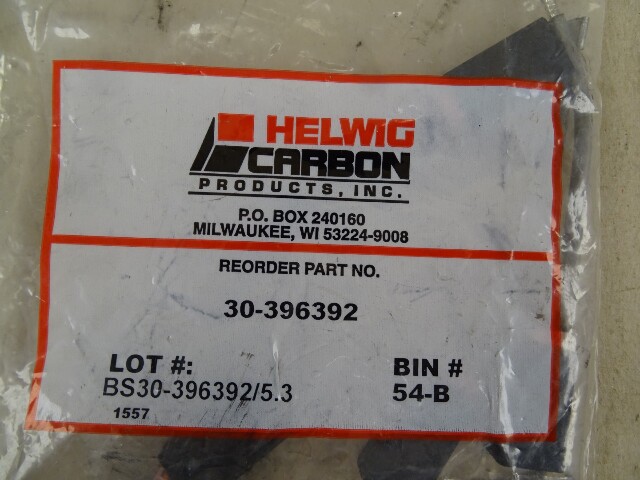 HELWIG
CARBON
PRODUCTS, INC.
P.O. BOX 240160
MILWAUKEE, WI 53224-9008
REORDER PART NO.
30-396392
LOT #: BIN #
BS30-396392/5.3 54-B
1557